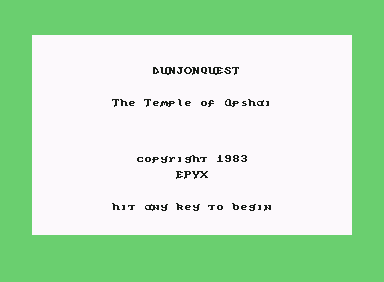 DUNJONQUEST
The Temple of Apshai
copyright 1983
EPYX
hit any key to begin